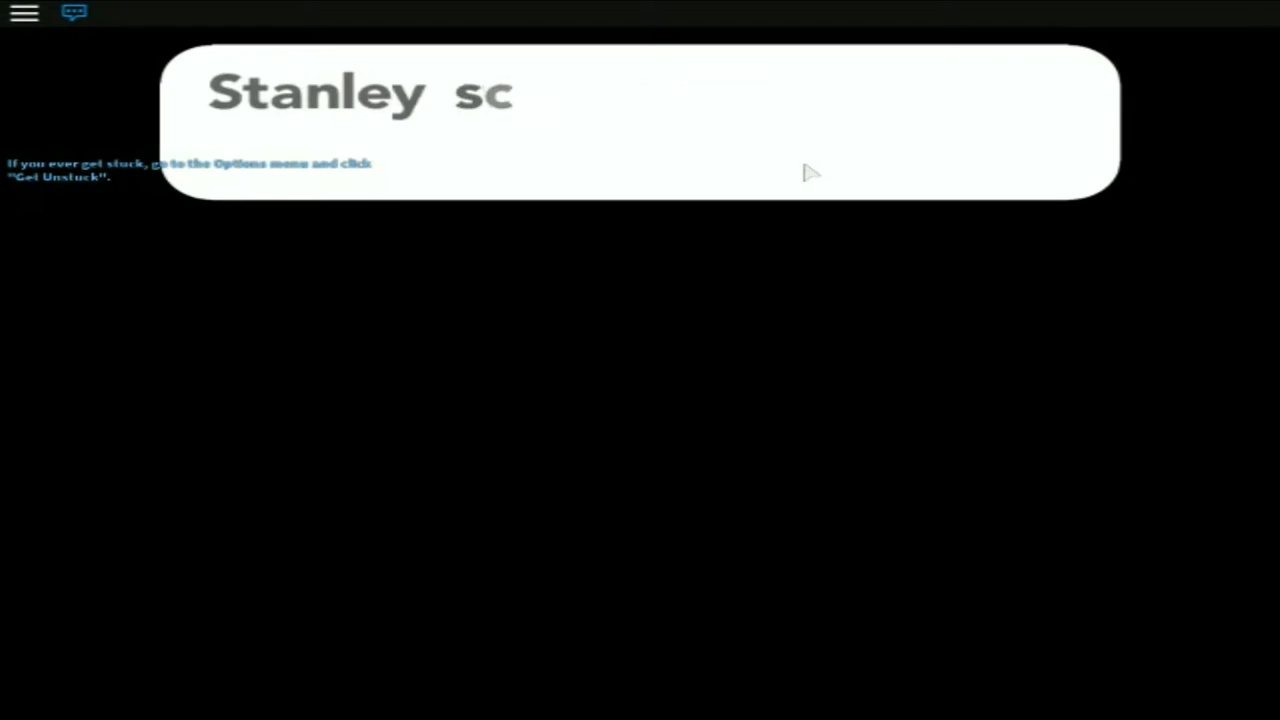 Stanley sc
If you ever get stuck, go to the Options menu and click
"Get Unstuck".